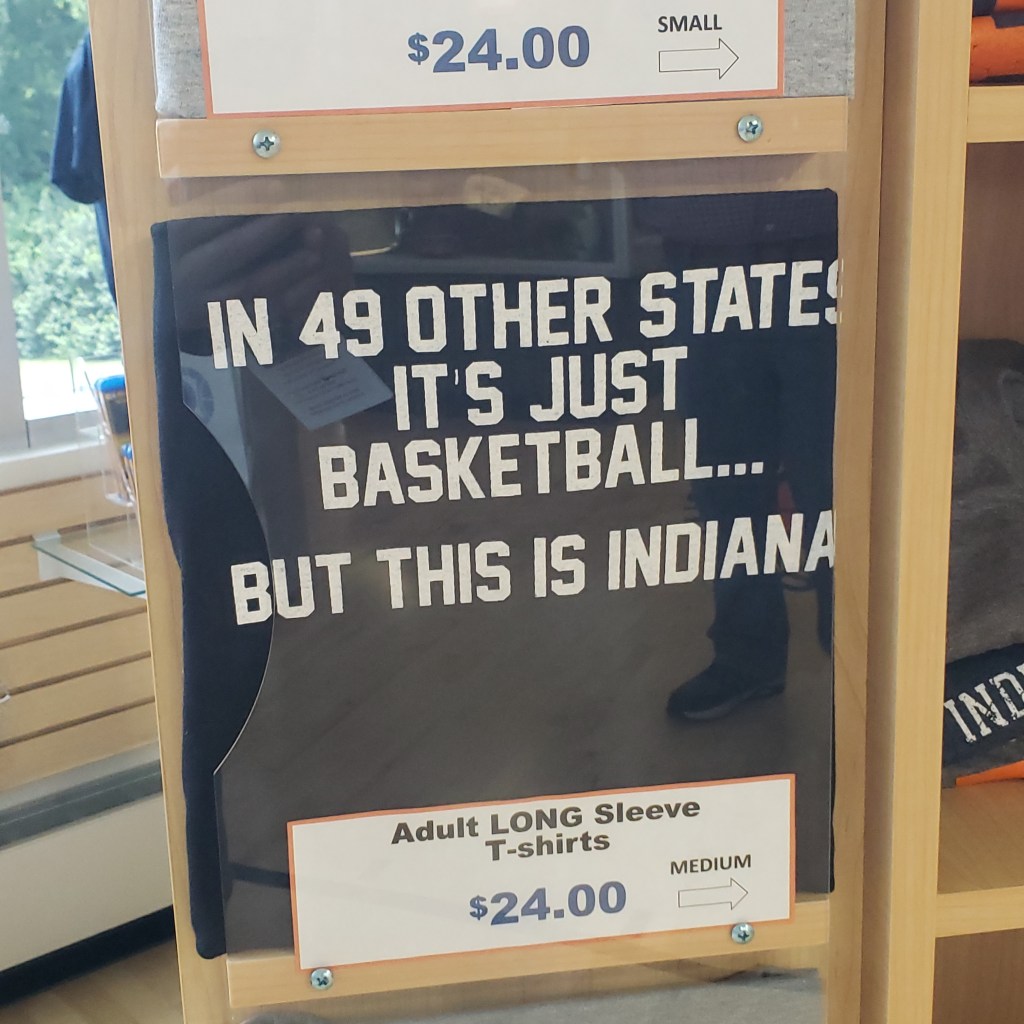 SMALL
$24.00
IN 49 OTHER STATES
IT'S JUST
BASKETBALL...
BUT THIS IS INDIANA
Adult LONG Sleeve
T-shirts
MEDIUM
$24.00